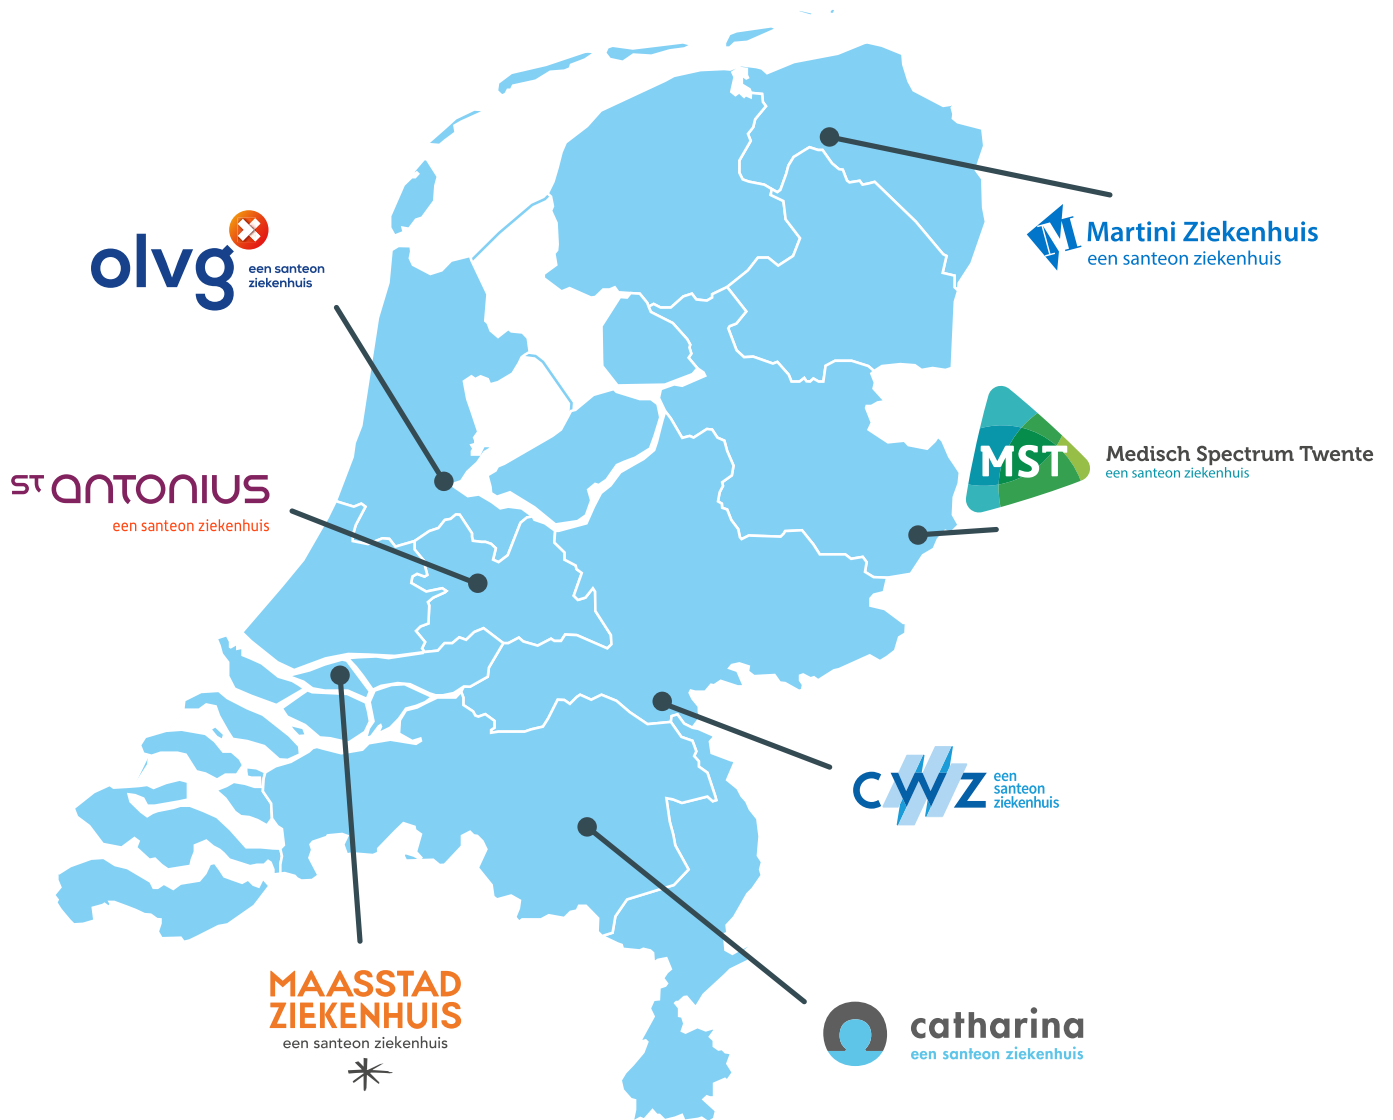 olvg
een santeon
ziekenhuis
M
Martini Ziekenhuis
een santeon ziekenhuis
MST
Medisch Spectrum Twente
een santeon ziekenhuis
ST antonius
een santeon ziekenhuis
CWZ
een
santeon
ziekenhuis
MAASSTAD
ZIEKENHUIS
een santeon ziekenhuis
catharina
een santeon ziekenhuis